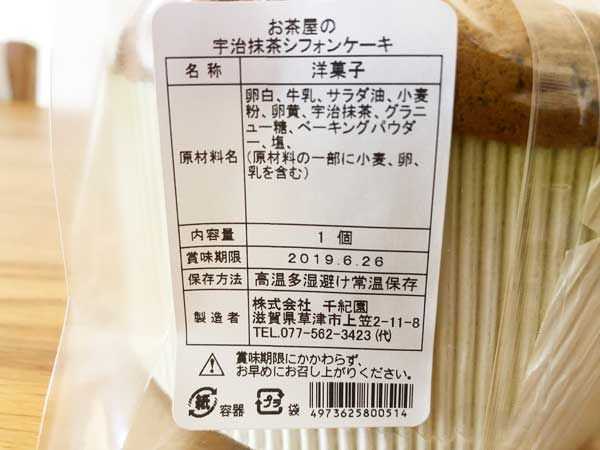 お茶屋の
宇治抹茶シフォンケーキ
名称 洋菓子
原材料名 卵白、牛乳、サラダ油、小麦
粉、卵黄、宇治抹茶、グラニ
ュー糖、ベーキングパウダ
ー、塩、
(原材料の一部に小麦、卵、
乳を含む)
内容量 1個
賞味期限 2019.6.26
保存方法 高温多湿避け常温保存
製造者 株式会社 千紀園
滋賀県草津市上笠2-11-8
TEL.077-562-3423(代)
賞味期限にかかわらず、
お早めにお召し上がりください。
紙 容器 プラ 袋
4973625800514